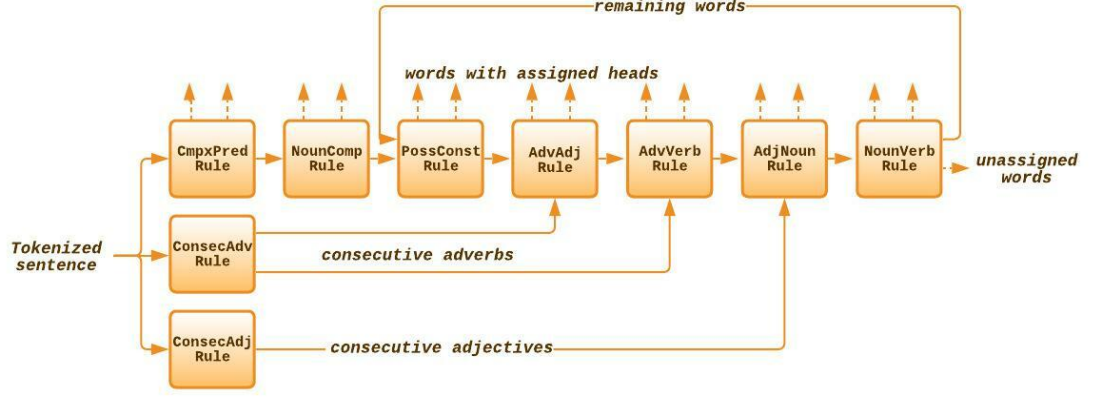 remaining words
words with assigned heads
CmpxPred
Rule
NounComp
Rule
PossConst
Rule
AdvAdj
Rule
AdvVerb
Rule
AdjNoun
Rule
NounVerb
Rule
unassigned
words
Tokenized
sentence
ConsecAdv
Rule
consecutive adverbs
ConsecAdj
Rule
consecutive adjectives